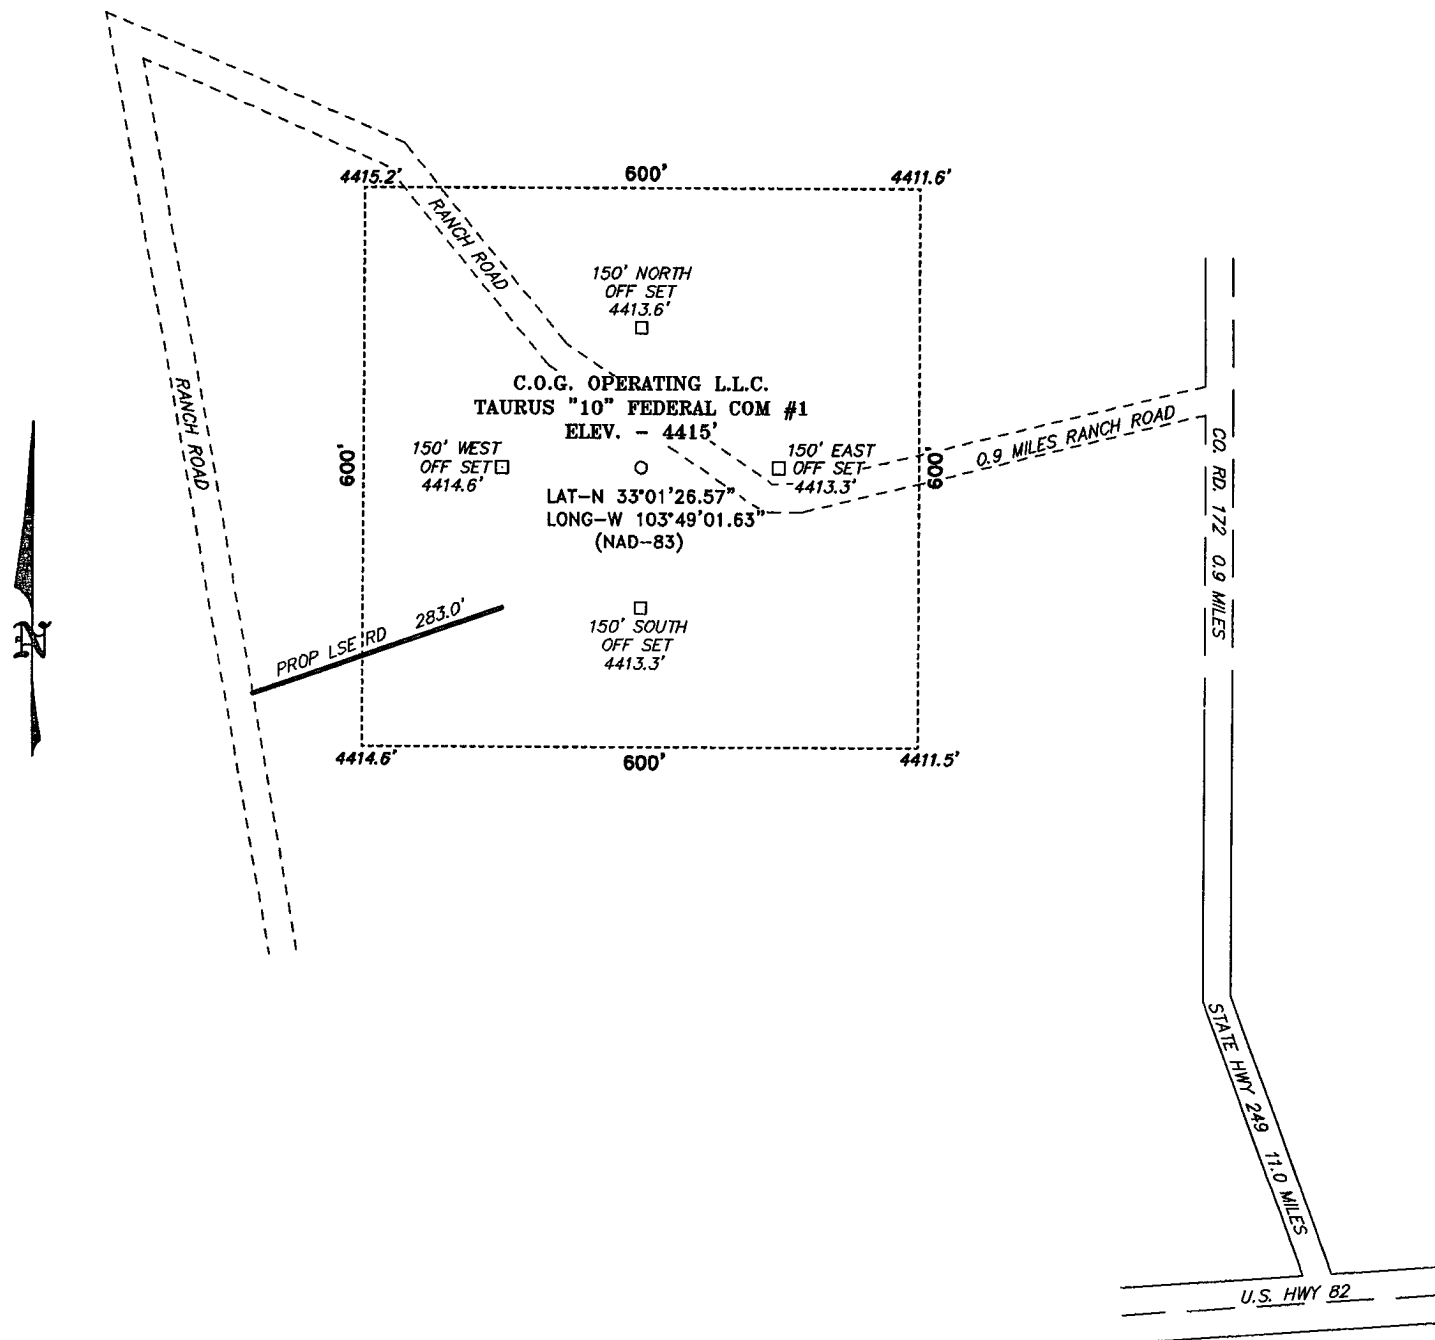 4415.2'
600'
4411.6'
RANCH ROAD
150' NORTH
OFF SET
4413.6'
C.O.G. OPERATING L.L.C.
TAURUS "10" FEDERAL COM #1
ELEV. - 4415'
RANCH ROAD
600'
150' WEST
OFF SET
4414.6'
150' EAST
OFF SET
4413.3'
600'
0.9 MILES RANCH ROAD
CO. RD. 172 0.9 MILES
LAT-N 33°01'26.57"
LONG-W 103°49'01.63"
(NAD-83)
N
PROP LSE RD 283.0'
150' SOUTH
OFF SET
4413.3'
4414.6'
600'
4411.5'
STATE HWY 249 11.0 MILES
U.S. HWY 82